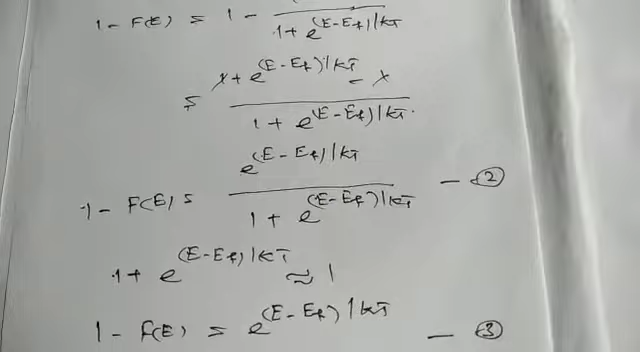 1 - F(E) = 1 - 1/(1 + e^(E-Ef)/kT)
= 1 + e^(E-Ef)/kT - 1 / 1 + e^(E-Ef)/kT
1 - F(E) = e^(E-Ef)/kT / 1 + e^(E-Ef)/kT — ②
1 + e^(E-Ef)/kT ≈ 1
1 - F(E) = e^(E-Ef)/kT — ③